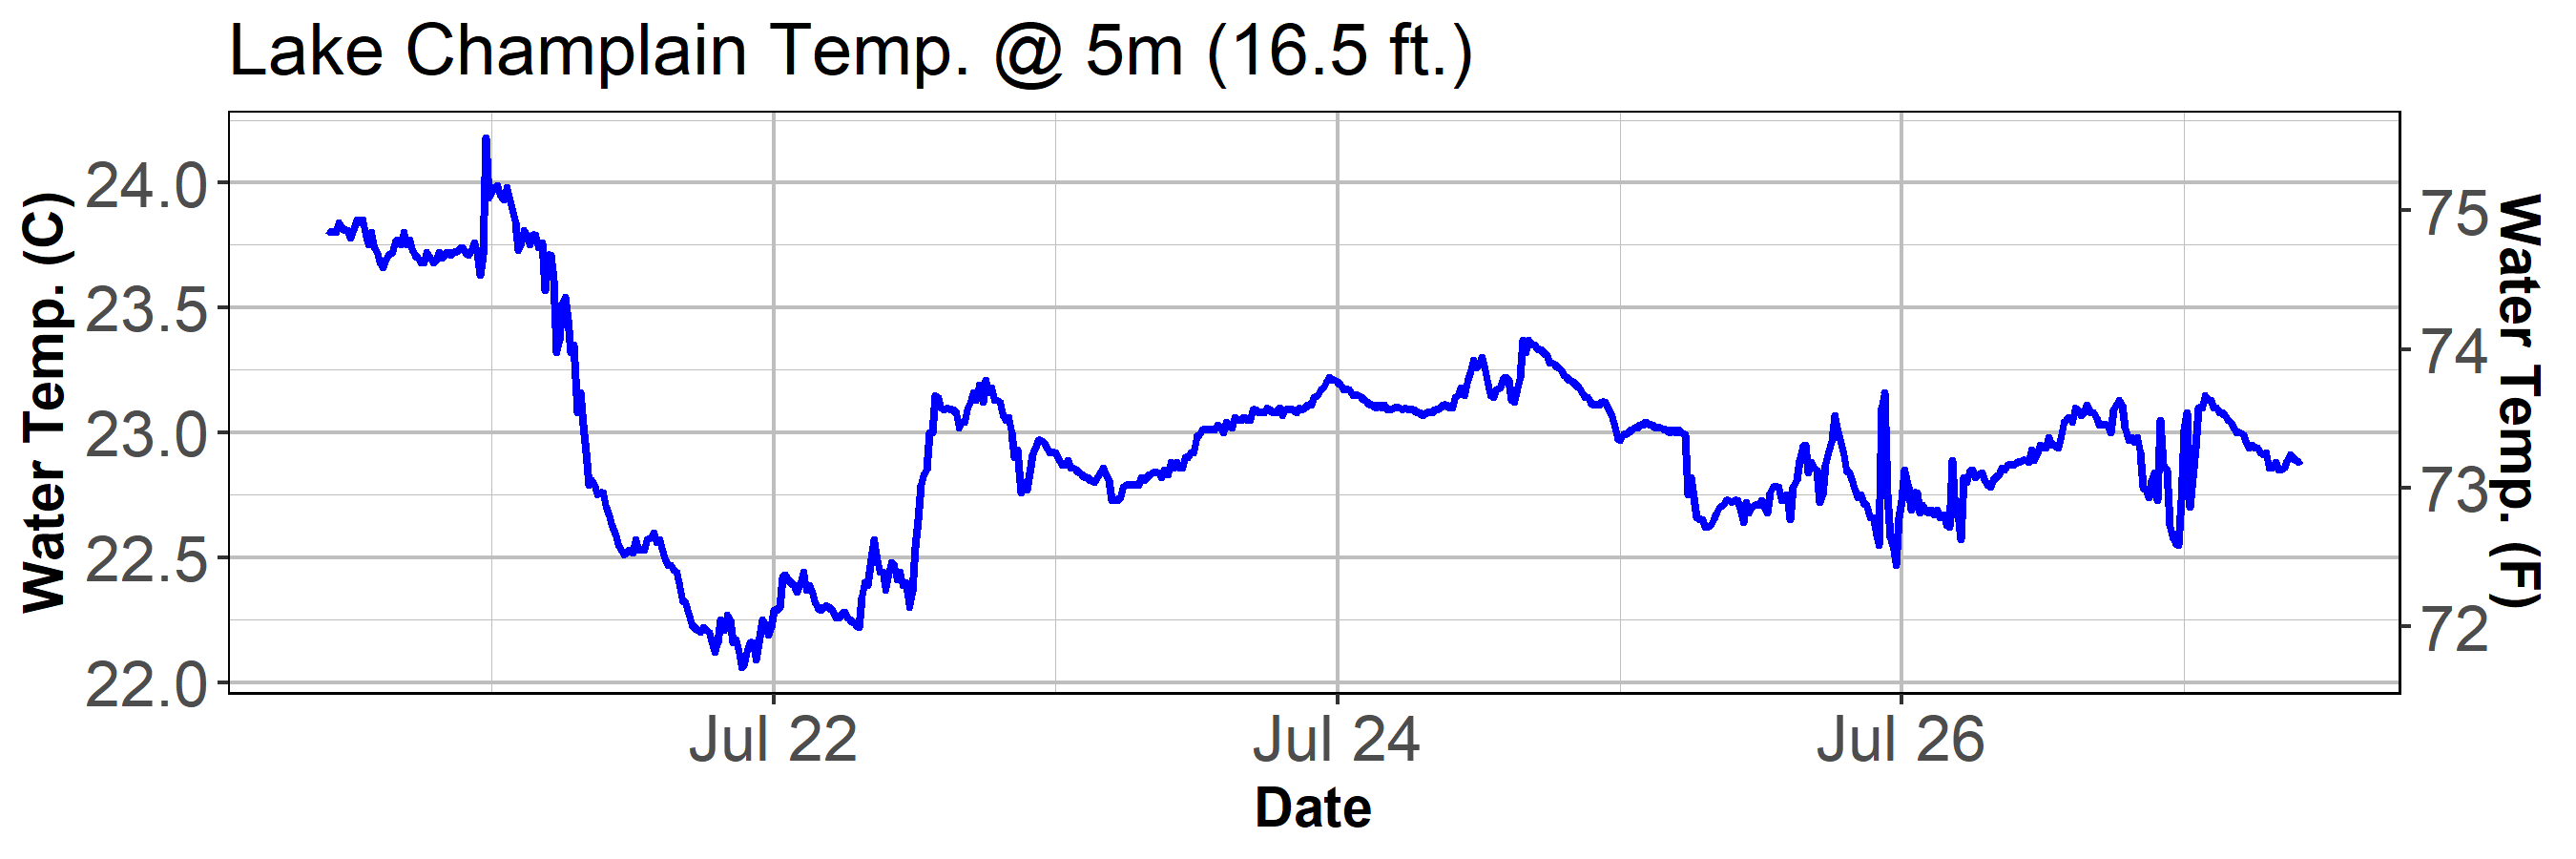 Lake Champlain Temp. @ 5m (16.5 ft.)
Water Temp. (C)
24.0
23.5
23.0
22.5
22.0
75
74
73
72
Water Temp. (F)
Jul 22
Jul 24
Jul 26
Date